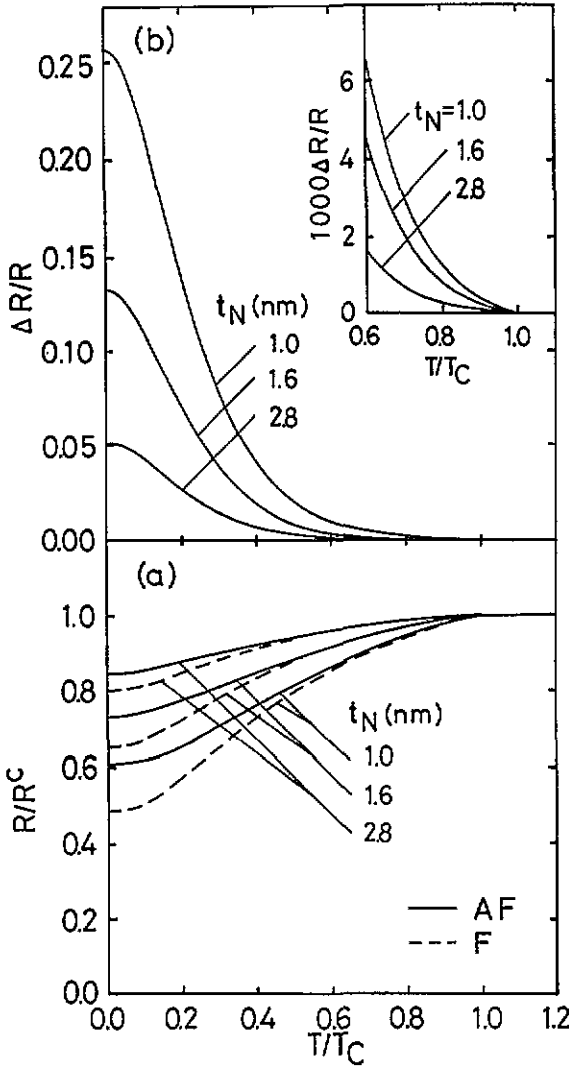 (b)
0.25
0.20
0.15
0.10
0.05
0.00
ΔR/R
t_N (nm)
1.0
1.6
2.8
6
4
2
0
1000ΔR/R
t_N=1.0
1.6
2.8
0.6 0.8 1.0
T/T_C
(a)
1.0
0.8
0.6
0.4
0.2
0.0
R/R^C
t_N (nm)
1.0
1.6
2.8
AF
F
0.0 0.2 0.4 0.6 0.8 1.0 1.2
T/T_C